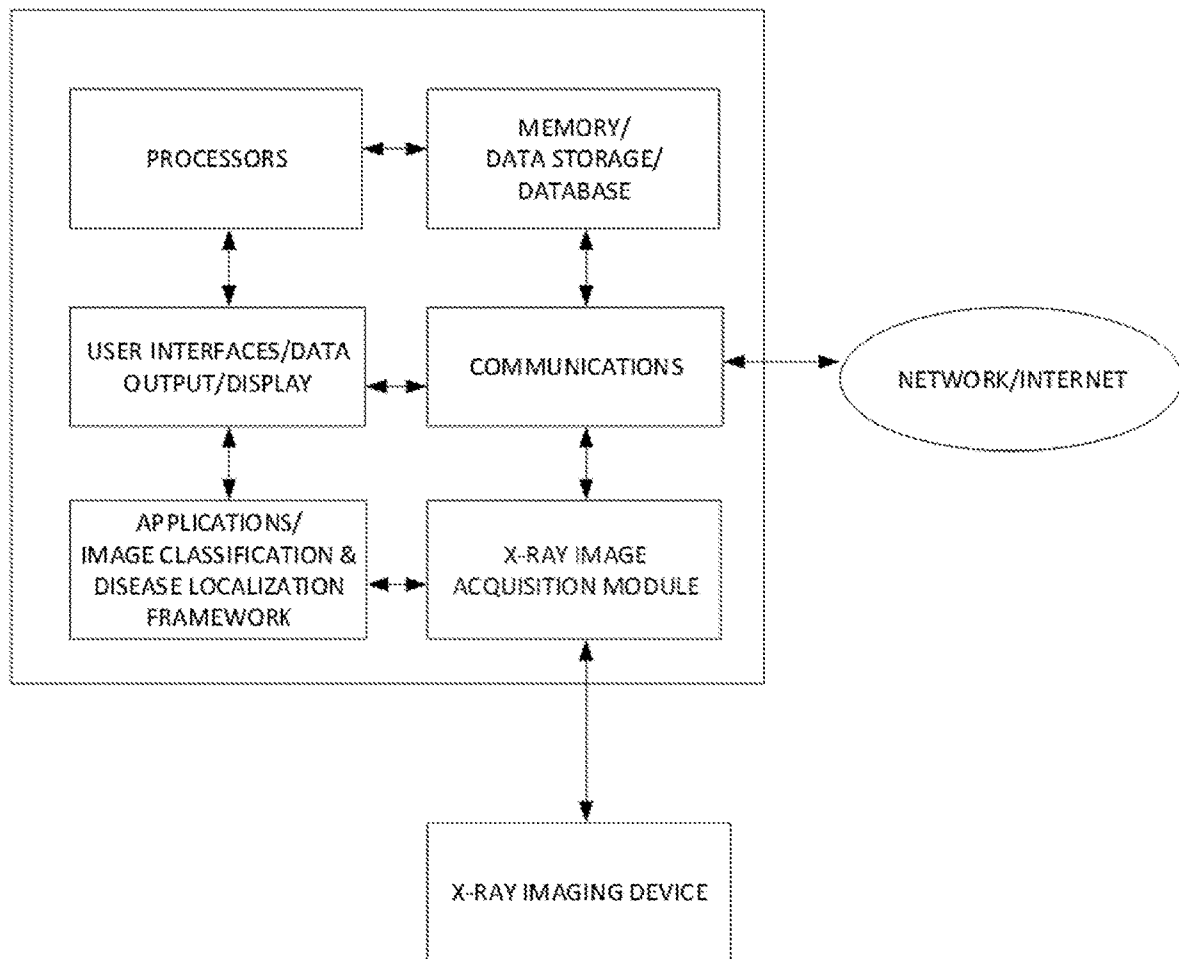 PROCESSORS
MEMORY/
DATA STORAGE/
DATABASE
USER INTERFACES/DATA
OUTPUT/DISPLAY
COMMUNICATIONS
NETWORK/INTERNET
APPLICATIONS/
IMAGE CLASSIFICATION &
DISEASE LOCALIZATION
FRAMEWORK
X-RAY IMAGE
ACQUISITION MODULE
X-RAY IMAGING DEVICE